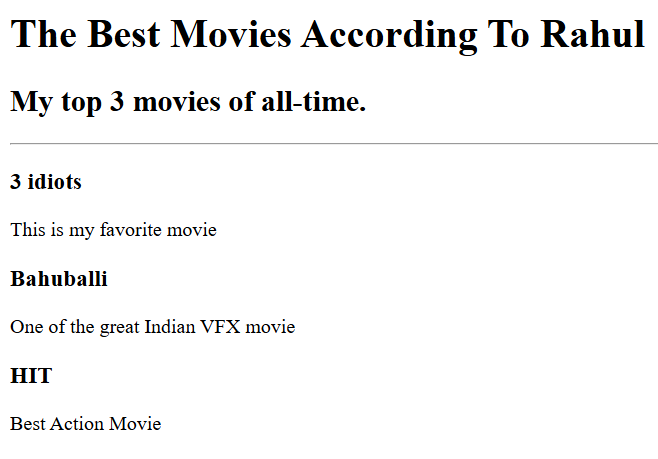 The Best Movies According To Rahul
My top 3 movies of all-time.
3 idiots
This is my favorite movie
Bahuballi
One of the great Indian VFX movie
HIT
Best Action Movie